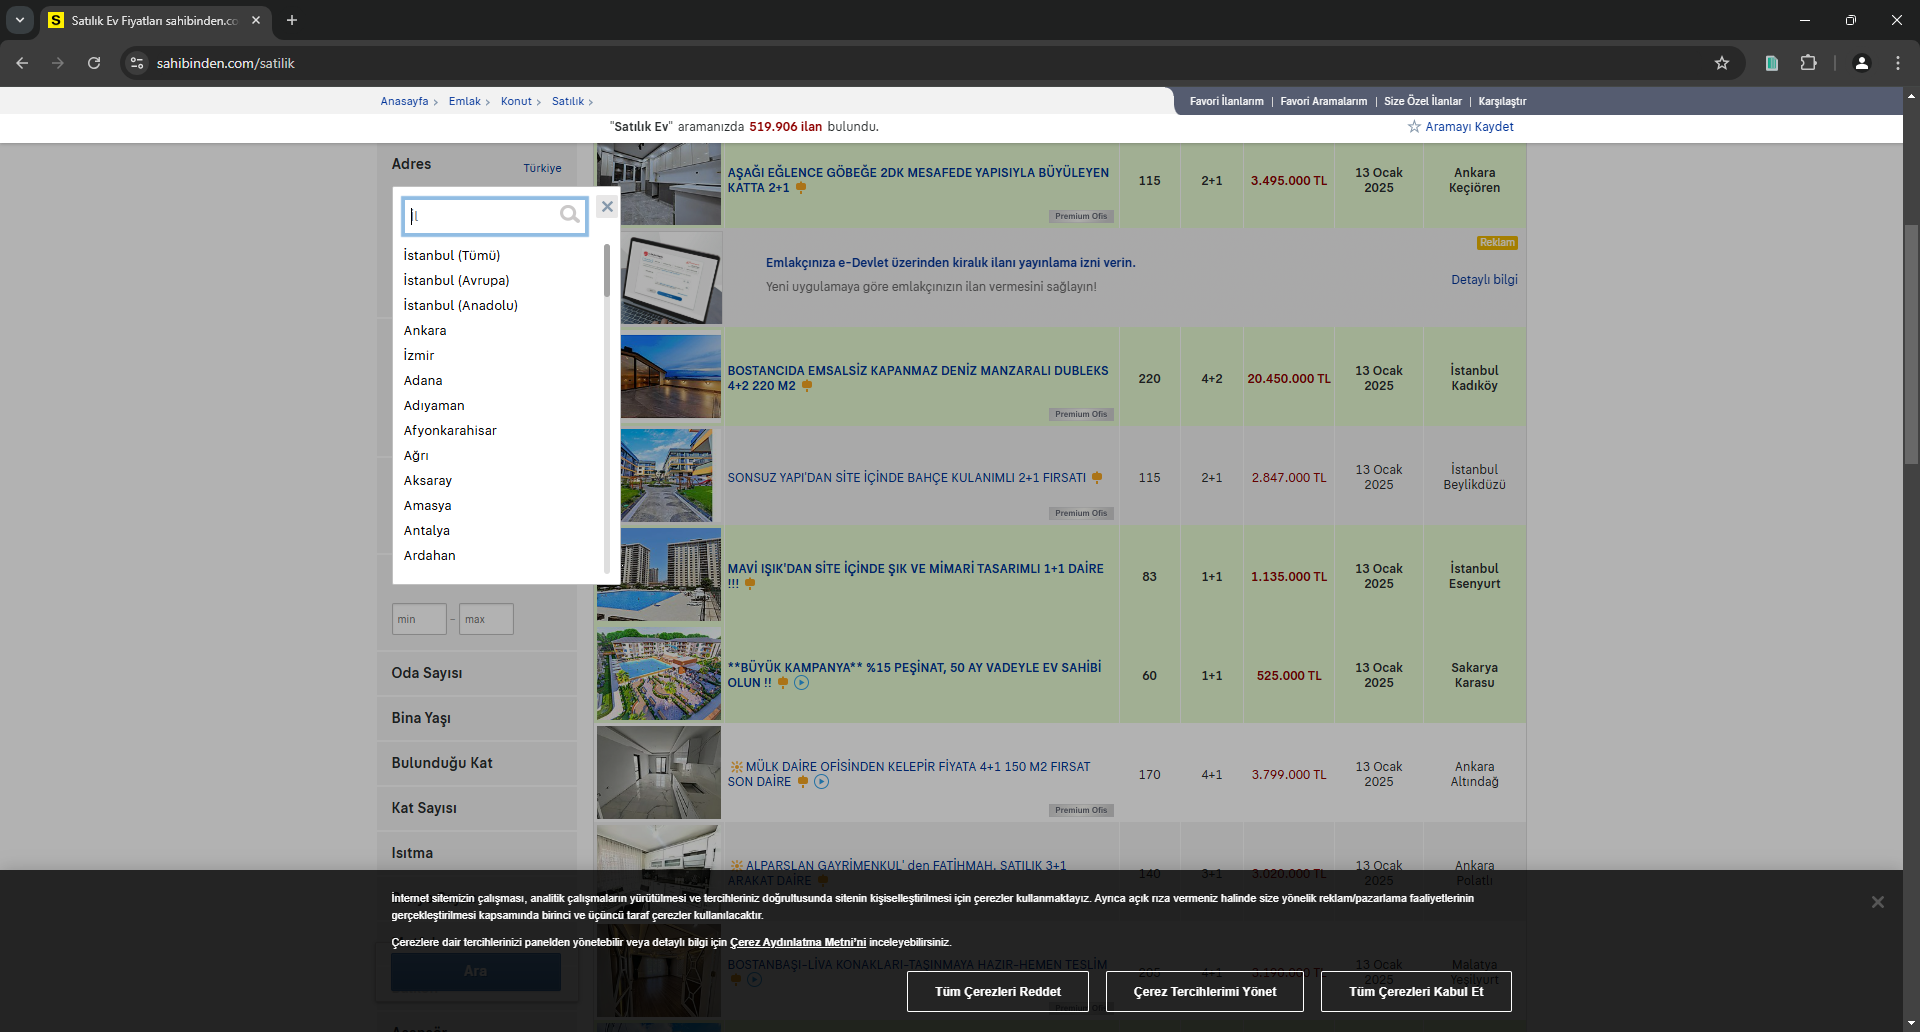 Satılık Ev Fiyatları sahibinden.co
sahibinden.com/satilik
Anasayfa > Emlak > Konut > Satılık >
Favori İlanlarım | Favori Aramalarım | Size Özel İlanlar | Karşılaştır
"Satılık Ev" aramanızda 519.906 ilan bulundu.
Aramayı Kaydet
Adres
Türkiye
İl
İstanbul (Tümü)
İstanbul (Avrupa)
İstanbul (Anadolu)
Ankara
İzmir
Adana
Adıyaman
Afyonkarahisar
Ağrı
Aksaray
Amasya
Antalya
Ardahan
min - max
Oda Sayısı
Bina Yaşı
Bulunduğu Kat
Kat Sayısı
Isıtma
Ara
AŞAĞI EĞLENCE GÖBEĞE 2DK MESAFEDE YAPISIYLA BÜYÜLEYEN
KATTA 2+1
Premium Ofis
115
2+1
3.495.000 TL
13 Ocak
2025
Ankara
Keçiören
Emlakçınıza e-Devlet üzerinden kiralık ilanı yayınlama izni verin.
Yeni uygulamaya göre emlakçınızın ilan vermesini sağlayın!
Reklam
Detaylı bilgi
BOSTANCIDA EMSALSİZ KAPANMAZ DENİZ MANZARALI DUBLEKS
4+2 220 M2
Premium Ofis
220
4+2
20.450.000 TL
13 Ocak
2025
İstanbul
Kadıköy
SONSUZ YAPI'DAN SİTE İÇİNDE BAHÇE KULANIMLI 2+1 FIRSATI
Premium Ofis
115
2+1
2.847.000 TL
13 Ocak
2025
İstanbul
Beylikdüzü
MAVİ IŞIK'DAN SİTE İÇİNDE ŞIK VE MİMARİ TASARIMLI 1+1 DAİRE
!!!
83
1+1
1.135.000 TL
13 Ocak
2025
İstanbul
Esenyurt
**BÜYÜK KAMPANYA** %15 PEŞİNAT, 50 AY VADEYLE EV SAHİBİ
OLUN !!
60
1+1
525.000 TL
13 Ocak
2025
Sakarya
Karasu
MÜLK DAİRE OFİSİNDEN KELEPİR FİYATA 4+1 150 M2 FIRSAT
SON DAİRE
Premium Ofis
170
4+1
3.799.000 TL
13 Ocak
2025
Ankara
Altındağ
ALPARSLAN GAYRİMENKUL' den FATİHMAH. SATILIK 3+1
ARAKAT DAİRE
140
3+1
3.020.000 TL
13 Ocak
2025
Ankara
Polatlı
İnternet sitemizin çalışması, analitik çalışmaların yürütülmesi ve tercihleriniz doğrultusunda sitenin kişiselleştirilmesi için çerezler kullanmaktayız. Ayrıca açık rıza vermeniz halinde size yönelik reklam/pazarlama faaliyetlerinin
gerçekleştirilmesi kapsamında birinci ve üçüncü taraf çerezler kullanılacaktır.
Çerezlere dair tercihlerinizi panelden yönetebilir veya detaylı bilgi için Çerez Aydınlatma Metni'ni inceleyebilirsiniz.
BOSTANBAŞI-LİVA KONAKLARI-TAŞINMAYA HAZIR-HEMEN TESLİM
205
4+1
3.190.000 TL
13 Ocak
2025
Malatya
Yeşilyurt
Tüm Çerezleri Reddet
Çerez Tercihlerimi Yönet
Tüm Çerezleri Kabul Et